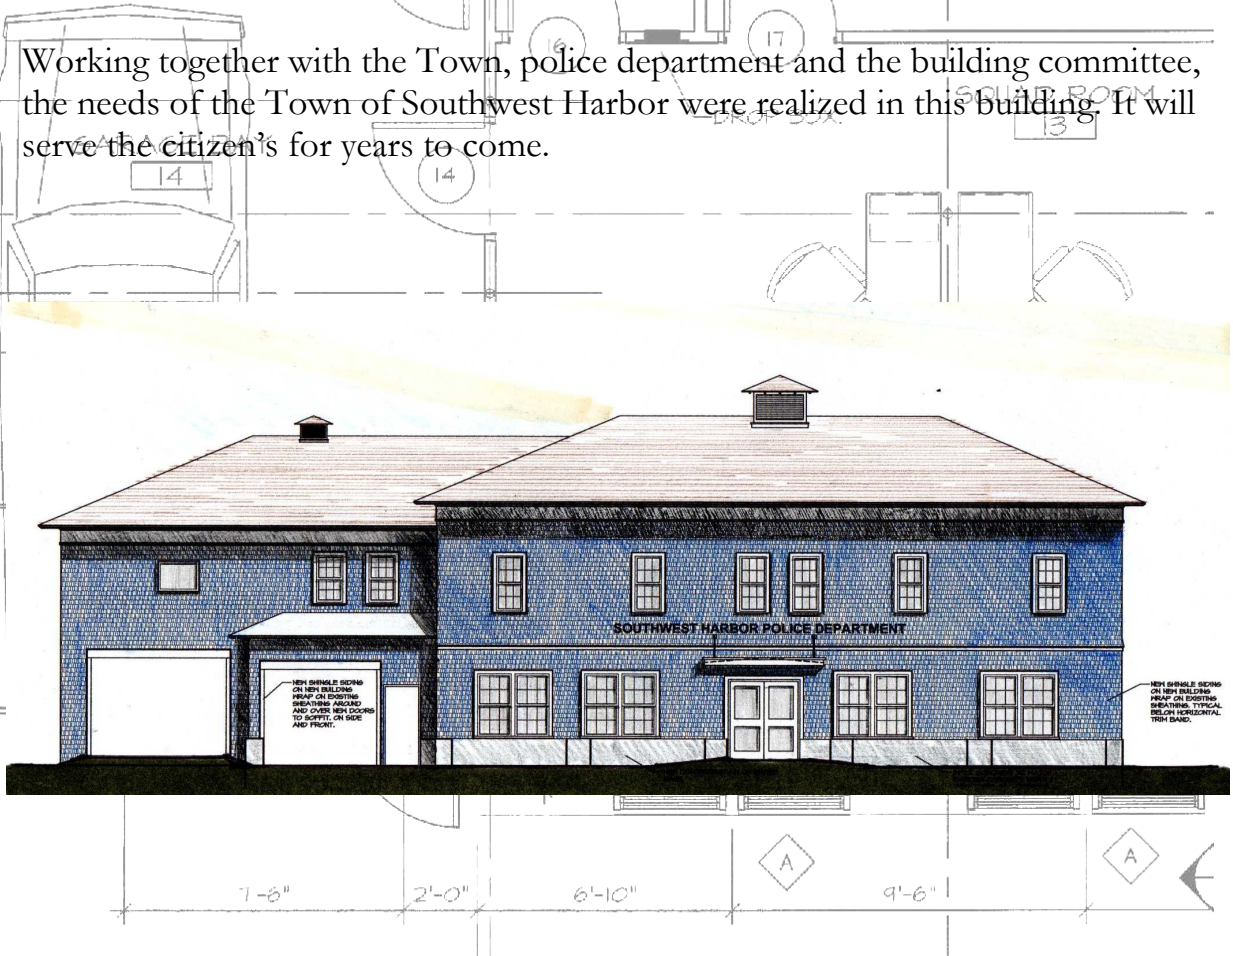 16
17
Working together with the Town, police department and the building committee,
the needs of the Town of Southwest Harbor were realized in this building. It will
serve the citizen’s for years to come.
SQUAD ROOM
13
DROP BOX.
GARAGE BAY
14
14
SOUTHWEST HARBOR POLICE DEPARTMENT
NEW SHINGLE SIDING
ON NEW BUILDING
WRAP ON EXISTING
SHEATHING AROUND
AND OVER NEW DOORS
TO SOFFIT. ON SIDE
AND FRONT.
NEW SHINGLE SIDING
ON NEW BUILDING
WRAP ON EXISTING
SHEATHING. TYPICAL
BELOW HORIZONTAL
TRIM BAND.
A
A
7'-6"
2'-0"
6'-10"
9'-6"